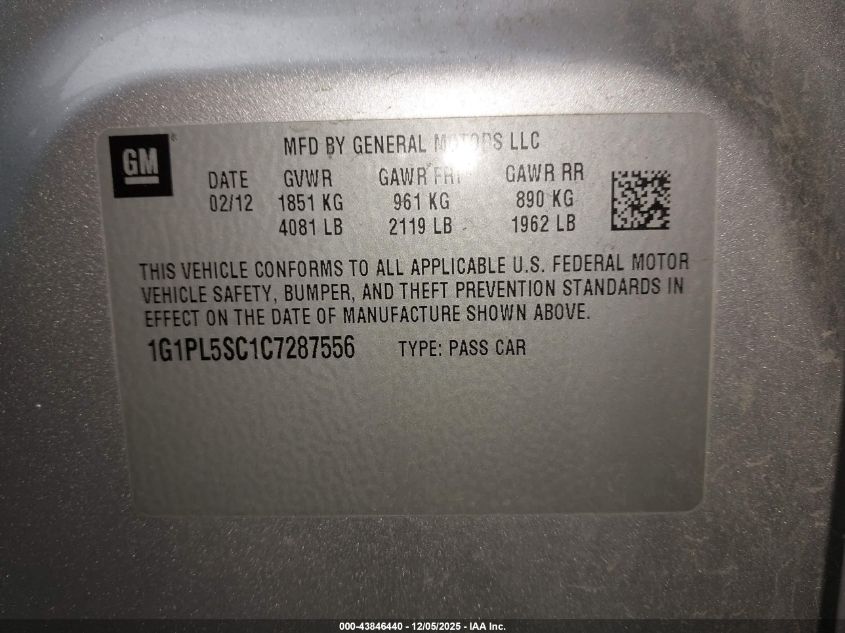 GM ®
MFD BY GENERAL MOTORS LLC
DATE GVWR GAWR FRT GAWR RR
02/12 1851 KG 961 KG 890 KG
4081 LB 2119 LB 1962 LB
THIS VEHICLE CONFORMS TO ALL APPLICABLE U.S. FEDERAL MOTOR
VEHICLE SAFETY, BUMPER, AND THEFT PREVENTION STANDARDS IN
EFFECT ON THE DATE OF MANUFACTURE SHOWN ABOVE.
1G1PL5SC1C7287556 TYPE: PASS CAR
000-43846440 - 12/05/2025 - IAA Inc.